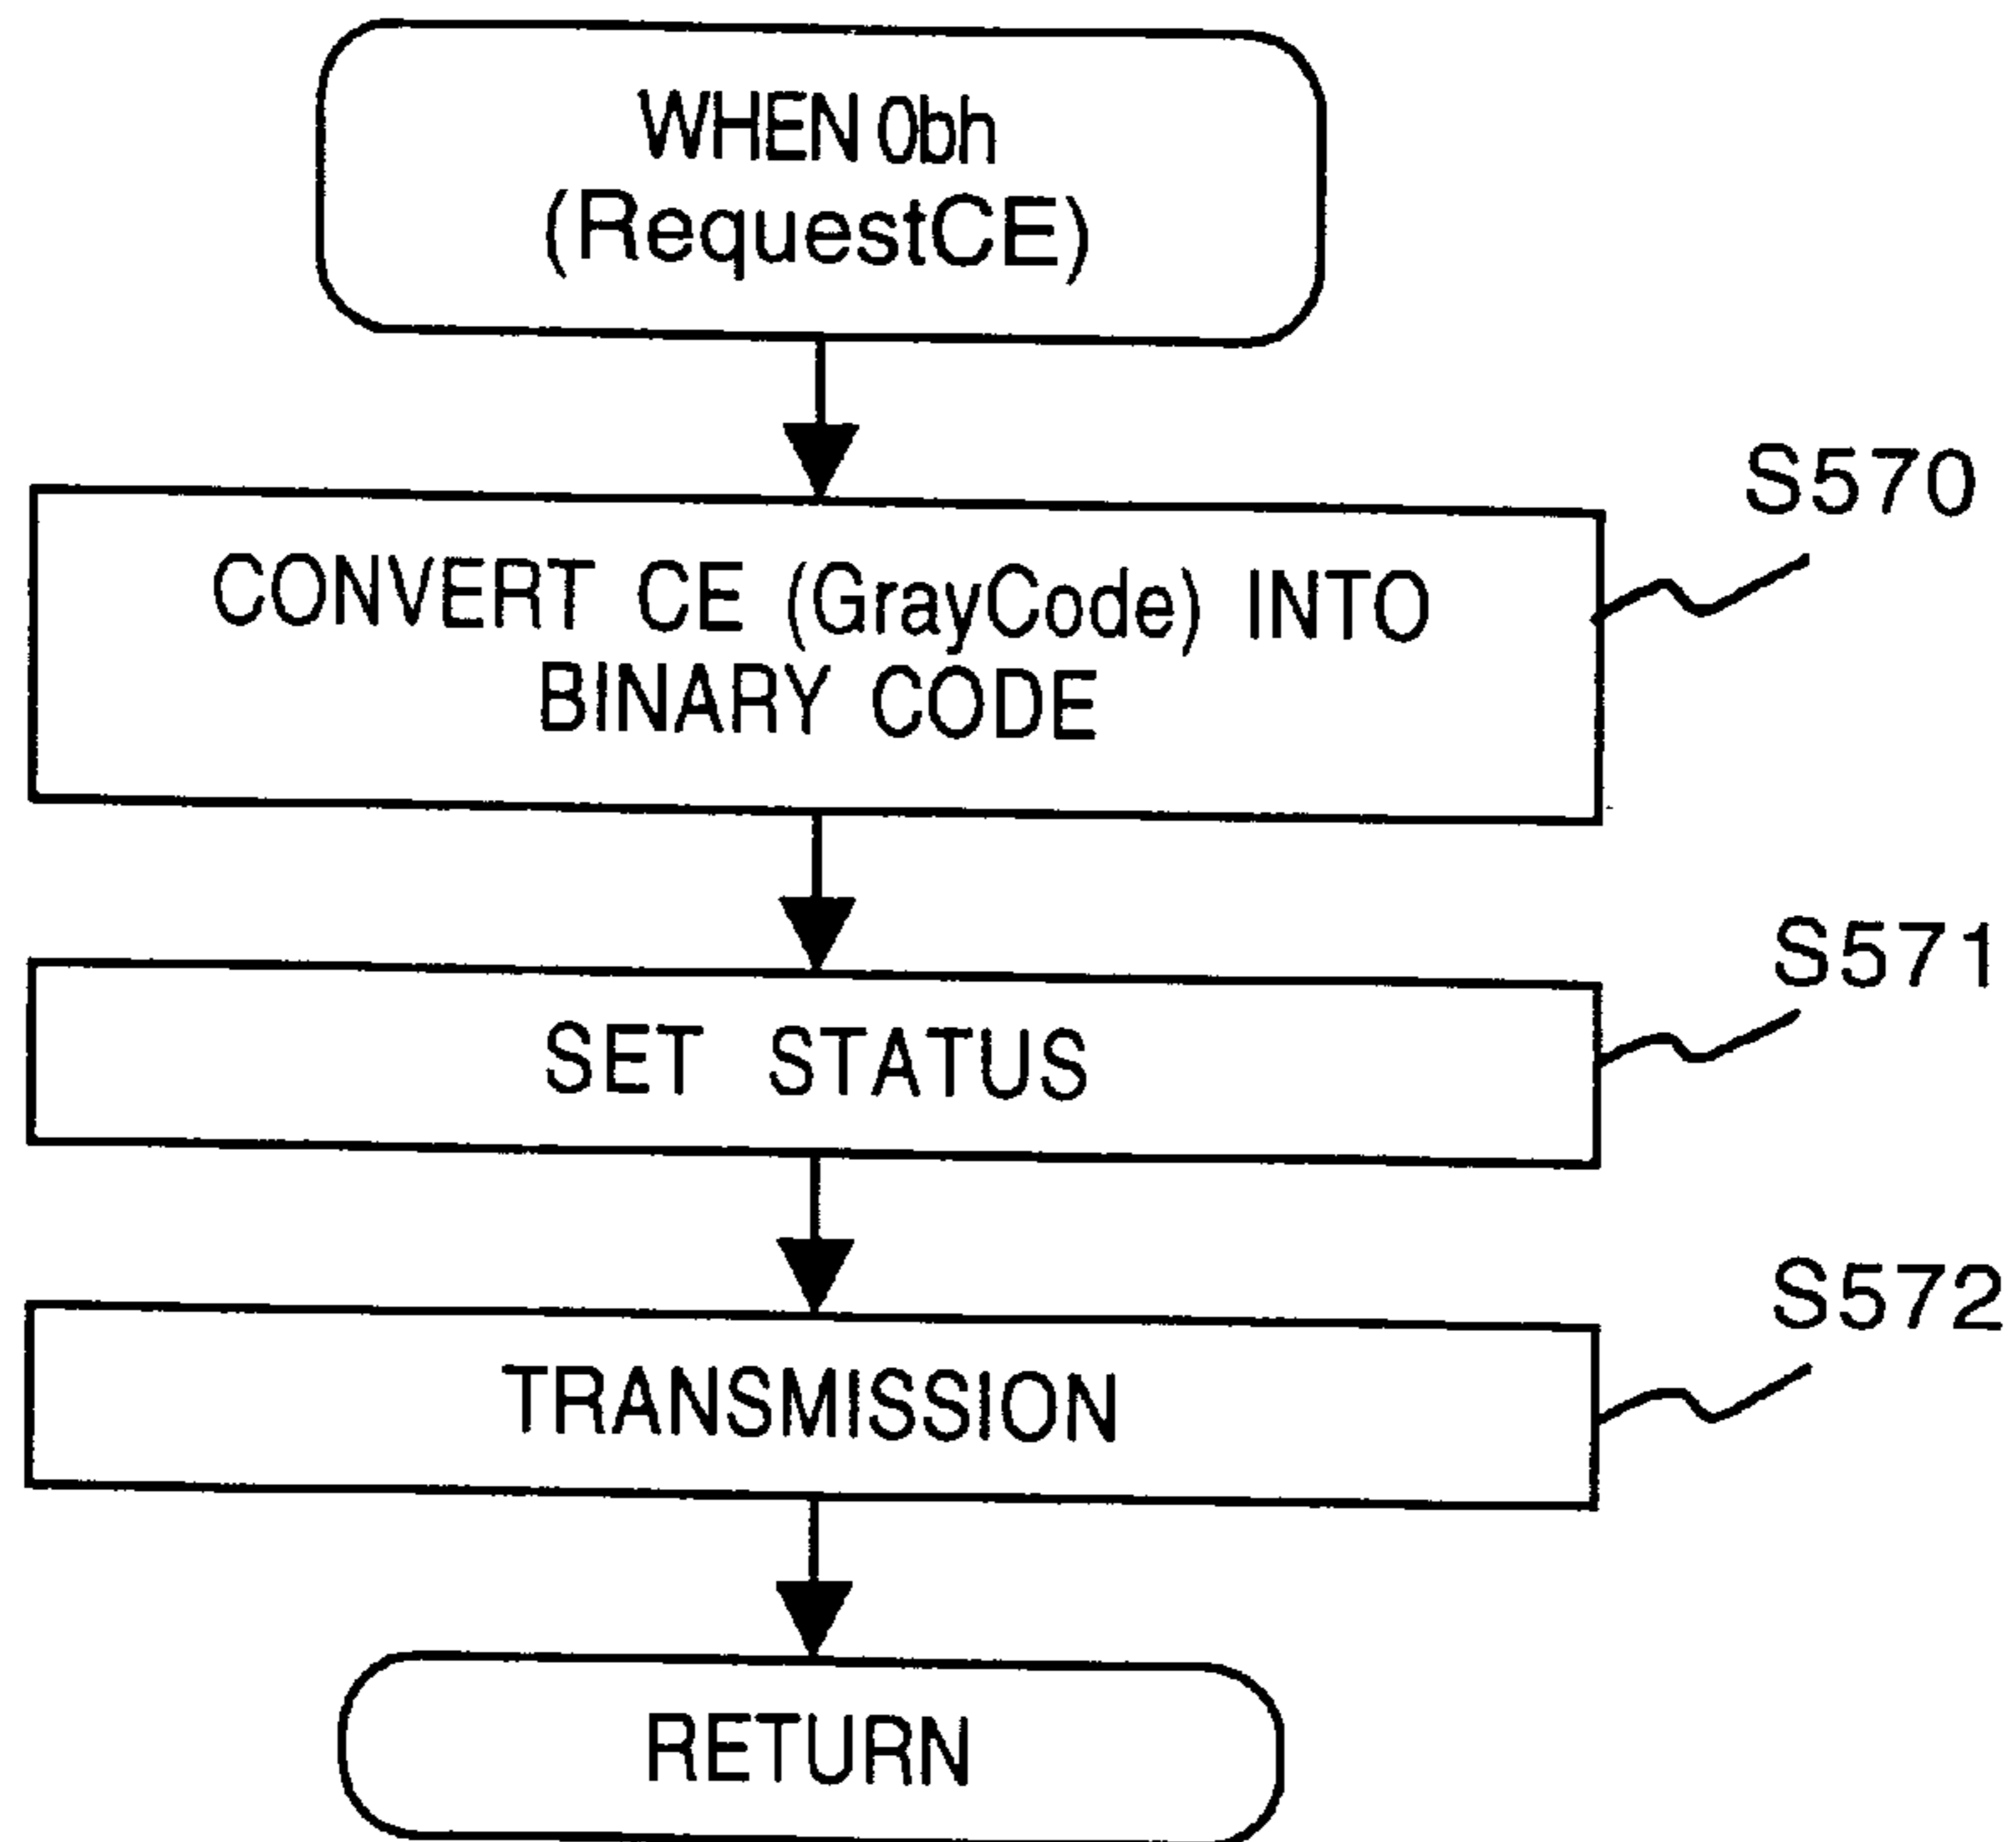 WHEN 0bh
(RequestCE)
S570
CONVERT CE (GrayCode) INTO
BINARY CODE
S571
SET STATUS
S572
TRANSMISSION
RETURN